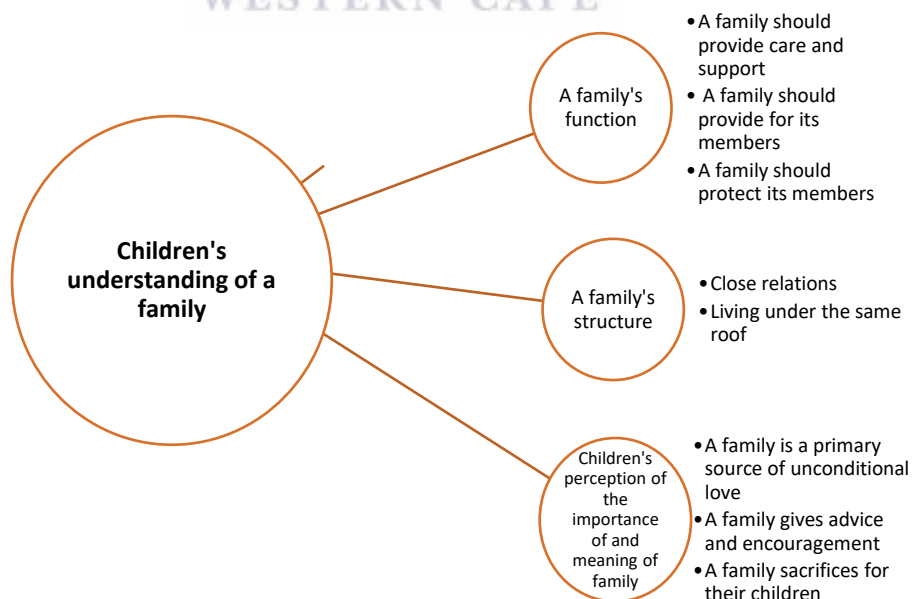 WESTERN CAPE
Children's
understanding of a
family
A family's
function
•A family should
provide care and
support
• A family should
provide for its
members
•A family should
protect its members
A family's
structure
•Close relations
•Living under the same
roof
Children's
perception of
the
importance
of and
meaning of
family
•A family is a primary
source of unconditional
love
•A family gives advice
and encouragement
•A family sacrifices for
their children